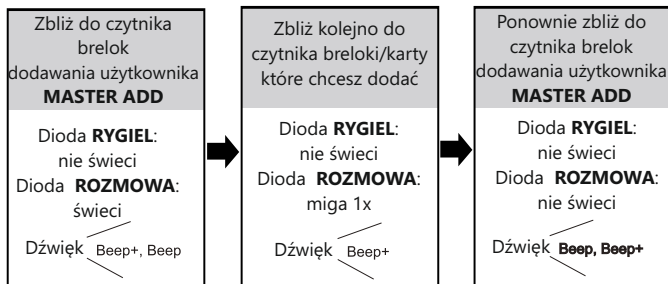 Zbliż do czytnika
brelok
dodawania użytkownika
MASTER ADD
Dioda RYGIEL:
nie świeci
Dioda ROZMOWA:
świeci
Dźwięk Beep+, Beep
Zbliż kolejno do
czytnika breloki/karty
które chcesz dodać
Dioda RYGIEL:
nie świeci
Dioda ROZMOWA:
miga 1x
Dźwięk Beep+
Ponownie zbliż do
czytnika brelok
dodawania użytkownika
MASTER ADD
Dioda RYGIEL:
nie świeci
Dioda ROZMOWA:
nie świeci
Dźwięk Beep, Beep+